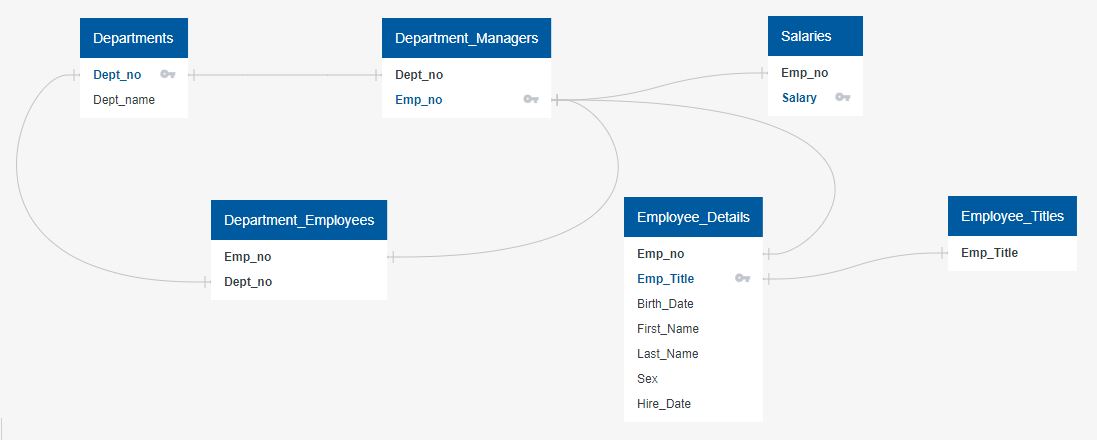 Departments
Dept_no
Dept_name
Department_Managers
Dept_no
Emp_no
Salaries
Emp_no
Salary
Department_Employees
Emp_no
Dept_no
Employee_Details
Emp_no
Emp_Title
Birth_Date
First_Name
Last_Name
Sex
Hire_Date
Employee_Titles
Emp_Title